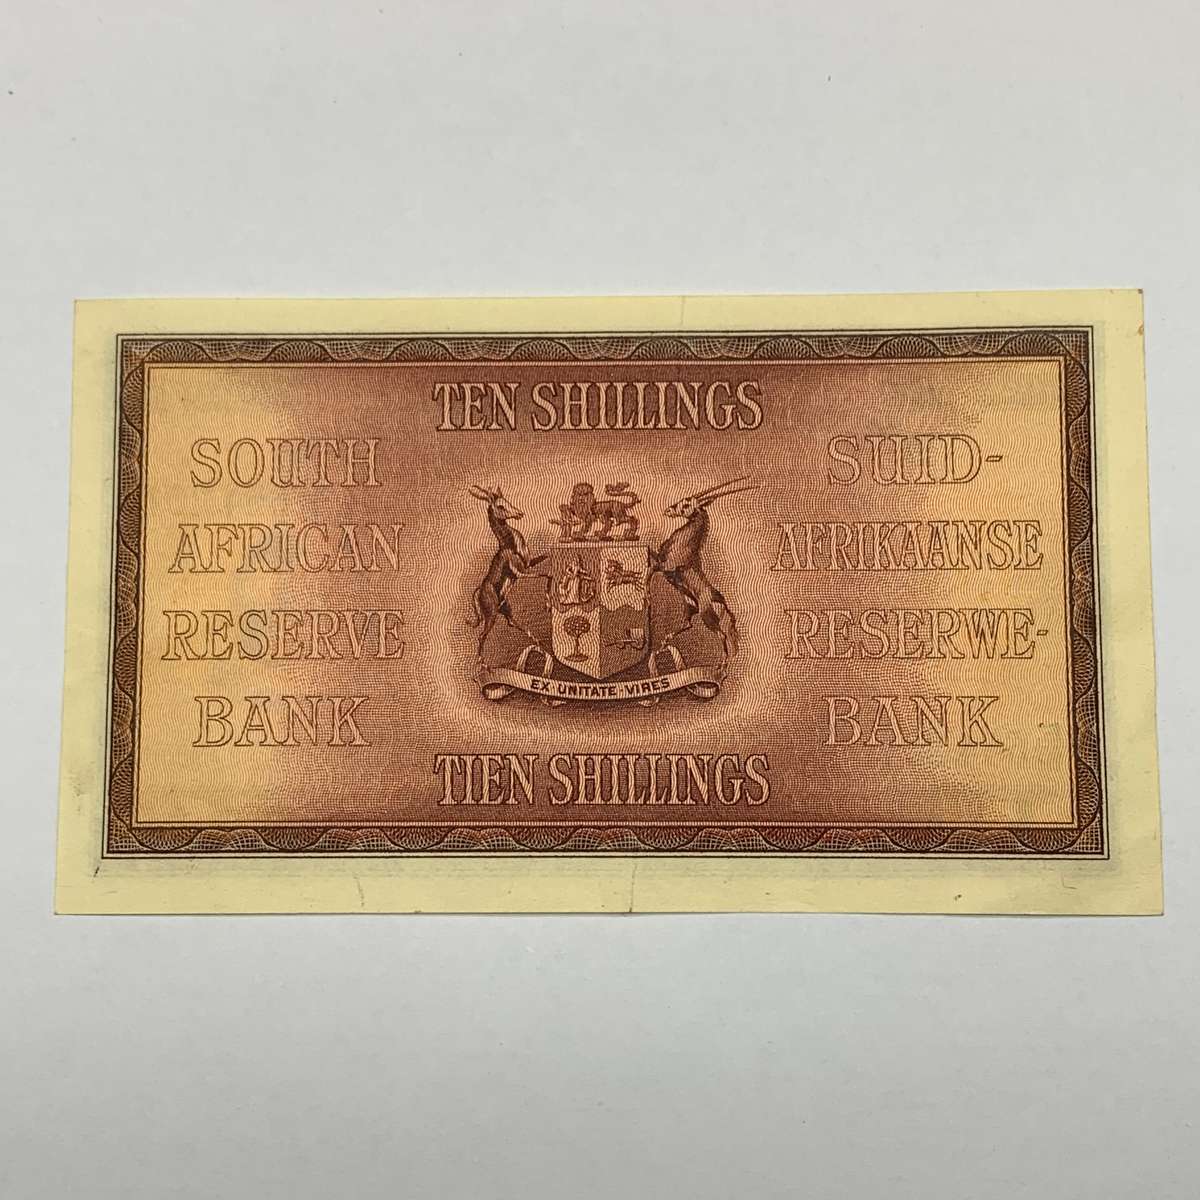 TEN SHILLINGS
SOUTH
AFRICAN
RESERVE
BANK
SUID-
AFRIKAANSE
RESERWE-
BANK
EX UNITATE VIRES
TIEN SHILLINGS